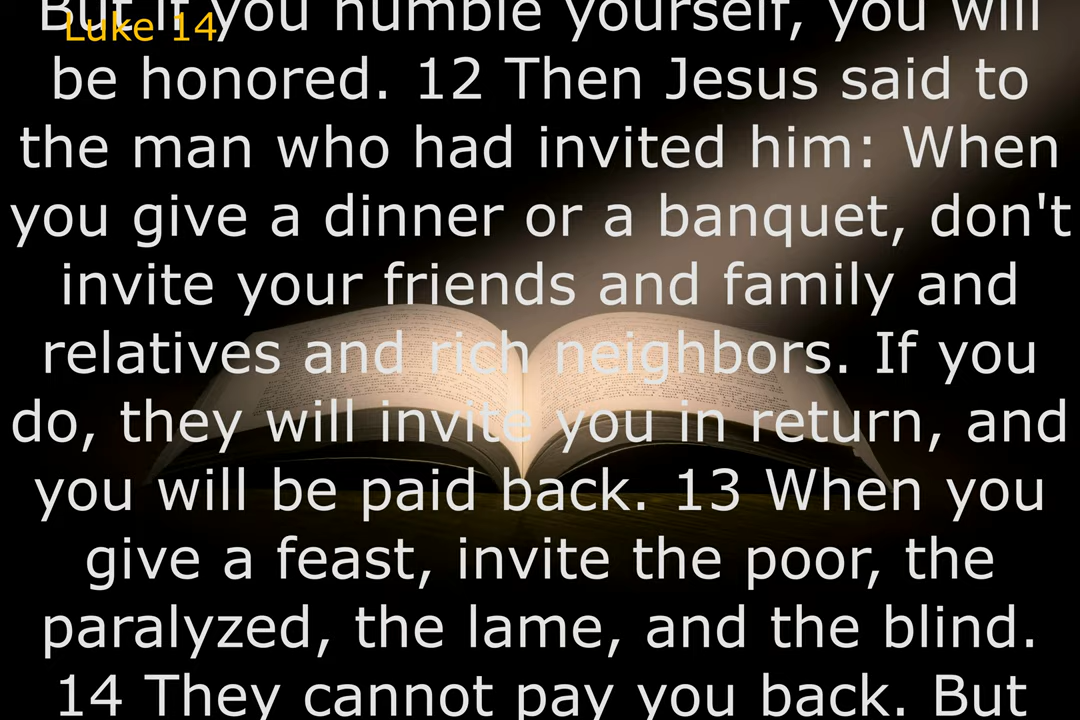 But if you humble yourself, you will
Luke 14
be honored. 12 Then Jesus said to
the man who had invited him: When
you give a dinner or a banquet, don't
invite your friends and family and
relatives and rich neighbors. If you
do, they will invite you in return, and
you will be paid back. 13 When you
give a feast, invite the poor, the
paralyzed, the lame, and the blind.
14 They cannot pay you back. But